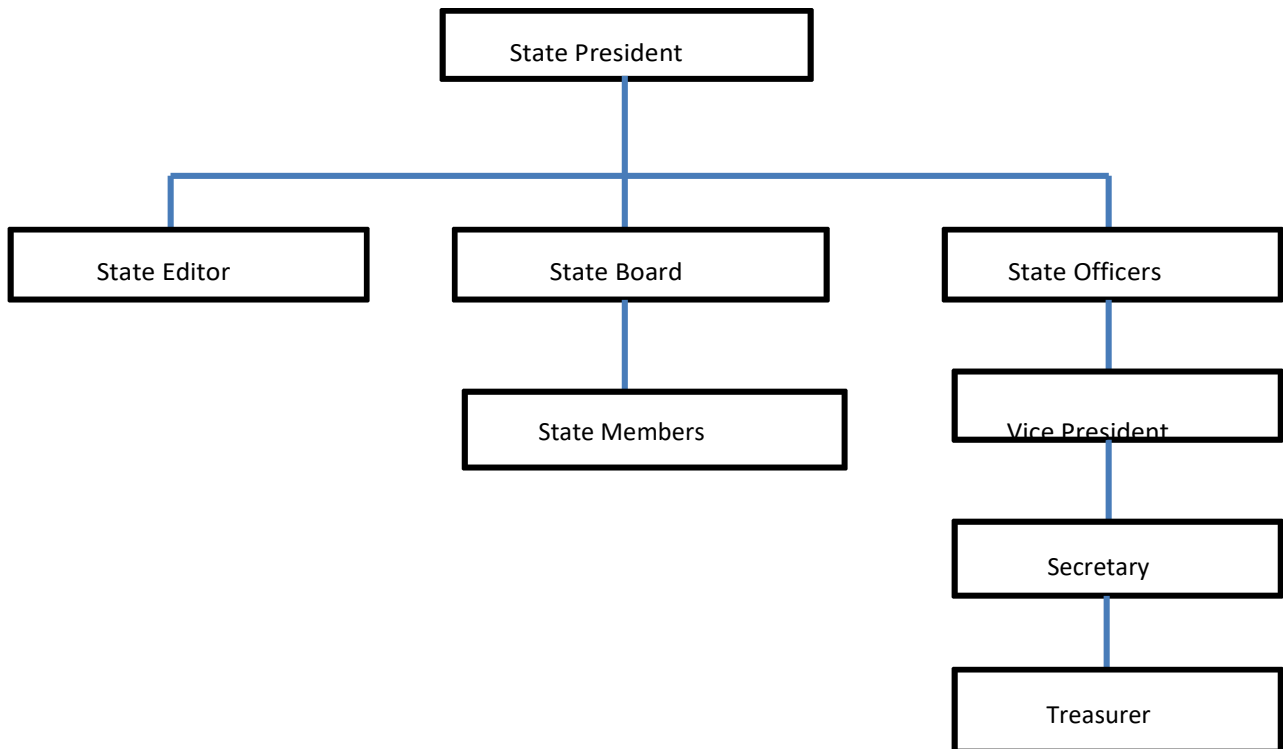 State President
State Editor
State Board
State Officers
State Members
Vice President
Secretary
Treasurer